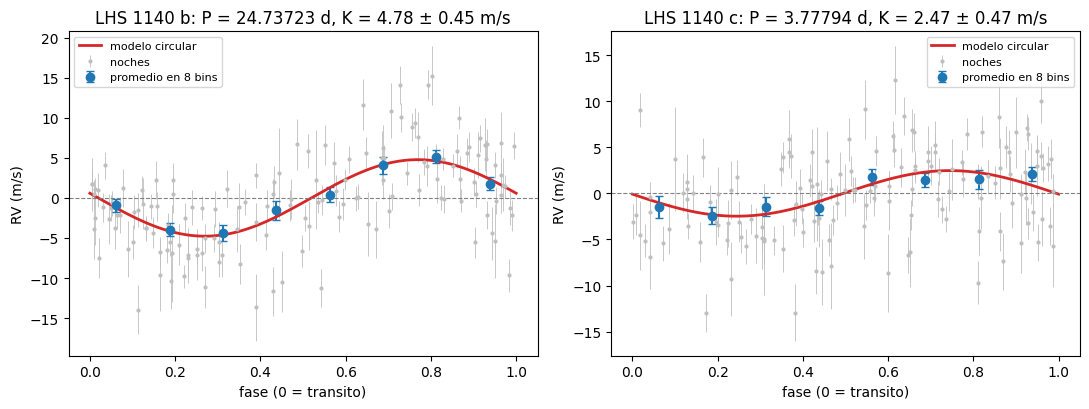 LHS 1140 b: P = 24.73723 d, K = 4.78 ± 0.45 m/s
modelo circular
noches
promedio en 8 bins
RV (m/s)
20
15
10
5
0
−5
−10
−15
0.0 0.2 0.4 0.6 0.8 1.0
fase (0 = transito)
LHS 1140 c: P = 3.77794 d, K = 2.47 ± 0.47 m/s
modelo circular
noches
promedio en 8 bins
RV (m/s)
15
10
5
0
−5
−10
−15
0.0 0.2 0.4 0.6 0.8 1.0
fase (0 = transito)